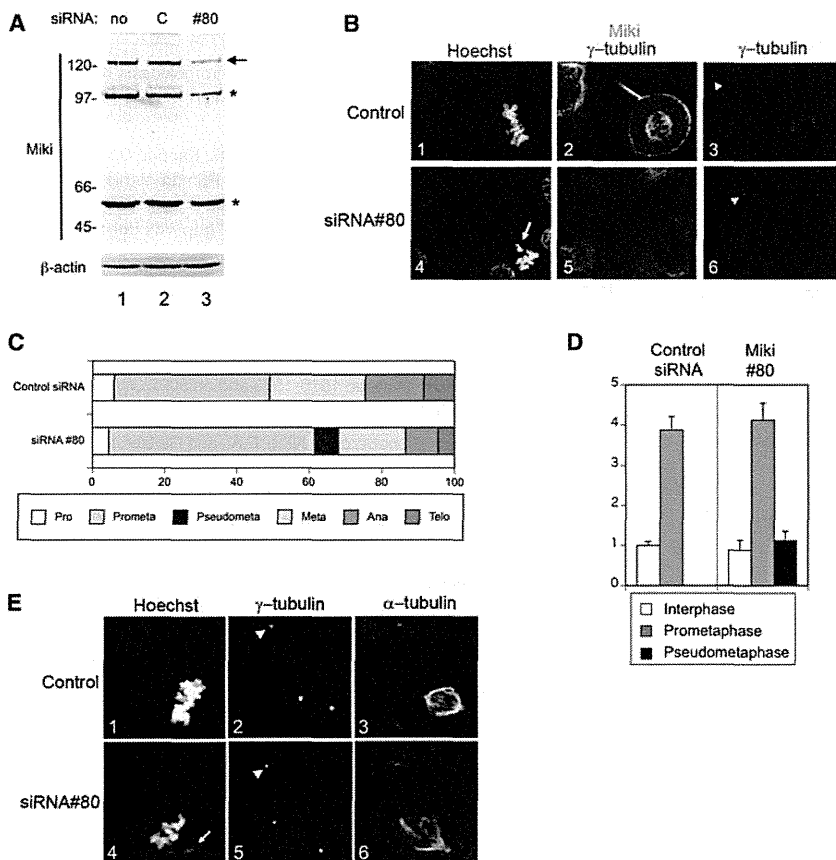 A
siRNA: no C #80
120-
97-
*
Miki
66-
45-
*
β-actin
1 2 3
B
Miki
Hoechst γ-tubulin γ-tubulin
Control
1 2 3
siRNA#80
4 5 6
C
Control siRNA
siRNA #80
0 20 40 60 80 100
Pro Prometa Pseudometa Meta Ana Telo
D
Control siRNA
Miki #80
5
4
3
2
1
0
Interphase
Prometaphase
Pseudometaphase
E
Hoechst γ-tubulin α-tubulin
Control
1 2 3
siRNA#80
4 5 6